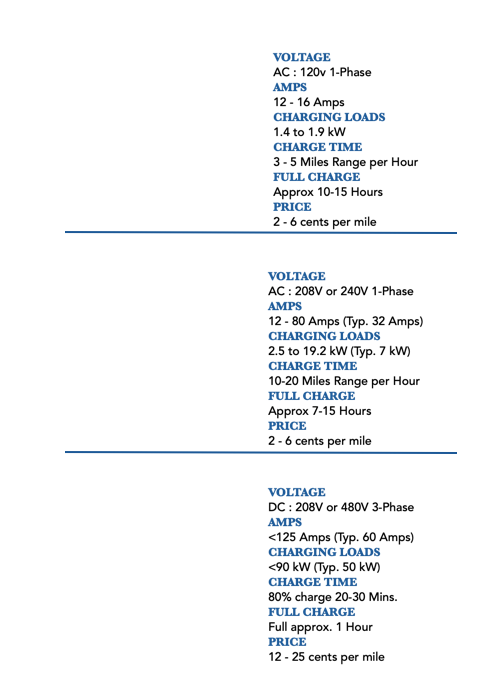 VOLTAGE
AC : 120v 1-Phase
AMPS
12 - 16 Amps
CHARGING LOADS
1.4 to 1.9 kW
CHARGE TIME
3 - 5 Miles Range per Hour
FULL CHARGE
Approx 10-15 Hours
PRICE
2 - 6 cents per mile
VOLTAGE
AC : 208V or 240V 1-Phase
AMPS
12 - 80 Amps (Typ. 32 Amps)
CHARGING LOADS
2.5 to 19.2 kW (Typ. 7 kW)
CHARGE TIME
10-20 Miles Range per Hour
FULL CHARGE
Approx 7-15 Hours
PRICE
2 - 6 cents per mile
VOLTAGE
DC : 208V or 480V 3-Phase
AMPS
<125 Amps (Typ. 60 Amps)
CHARGING LOADS
<90 kW (Typ. 50 kW)
CHARGE TIME
80% charge 20-30 Mins.
FULL CHARGE
Full approx. 1 Hour
PRICE
12 - 25 cents per mile